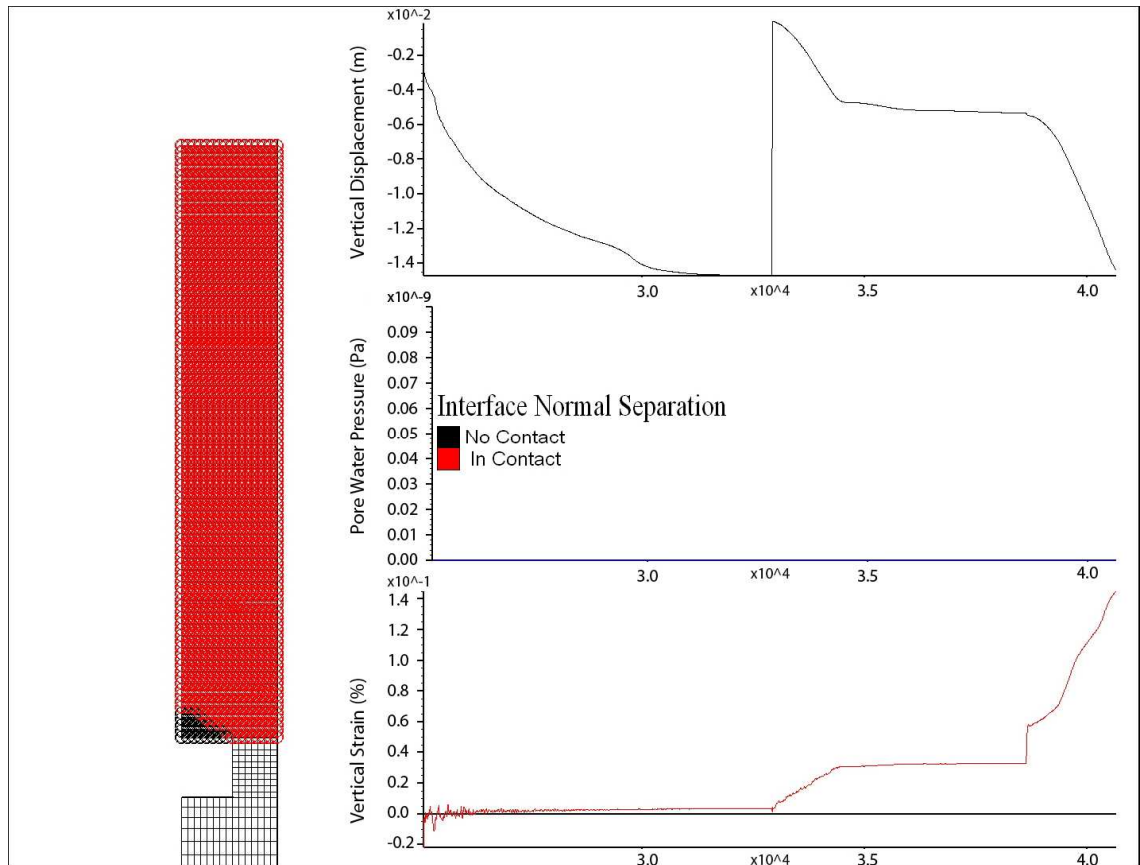 x10^-2
Vertical Displacement (m)
-0.2
-0.4
-0.6
-0.8
-1.0
-1.2
-1.4
3.0
x10^4
3.5
4.0
x10^-9
Pore Water Pressure (Pa)
0.09
0.08
0.07
0.06
0.05
0.04
0.03
0.02
0.01
0.00
Interface Normal Separation
No Contact
In Contact
3.0
x10^4
3.5
4.0
x10^-1
Vertical Strain (%)
1.4
1.2
1.0
0.8
0.6
0.4
0.2
0.0
-0.2
3.0
x10^4
3.5
4.0